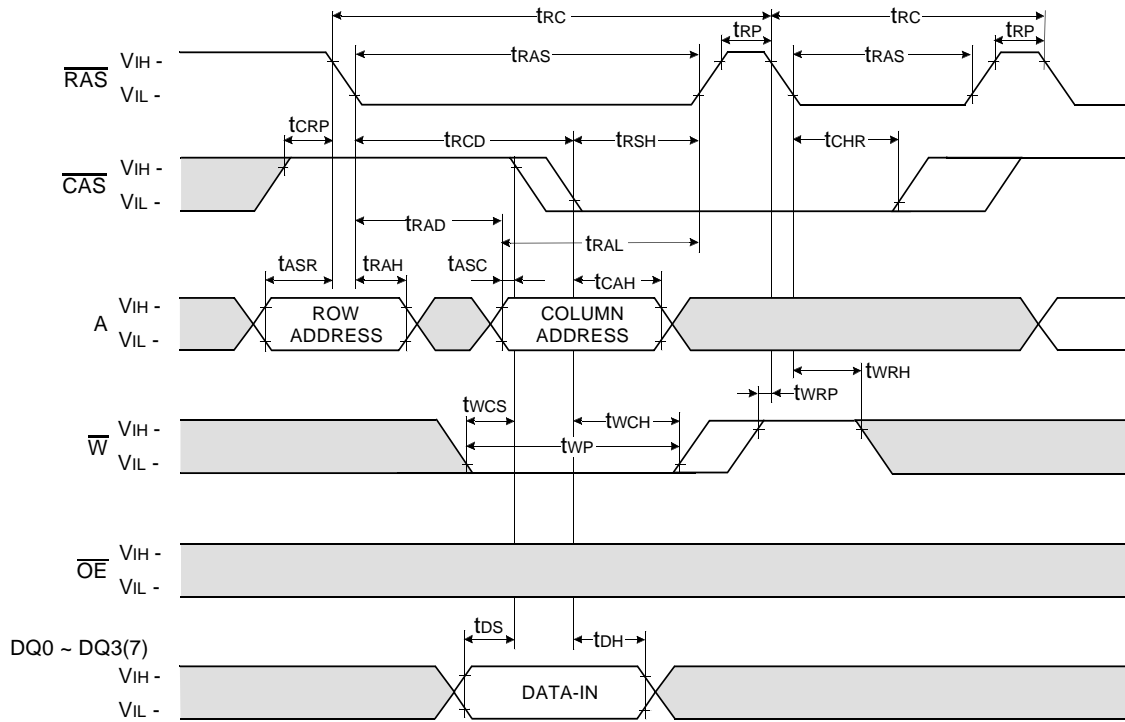 tRC tRC
tRP tRP
tRAS tRAS
RAS VIH -
VIL -
tCRP tRCD tRSH tCHR
CAS VIH -
VIL -
tRAD
tRAL
tASR tRAH tASC tCAH
A VIH -
VIL -
ROW
ADDRESS
COLUMN
ADDRESS
tWRH
tWRP
tWCS tWCH
tWP
W VIH -
VIL -
OE VIH -
VIL -
tDS tDH
DQ0 ~ DQ3(7)
VIH -
VIL -
DATA-IN